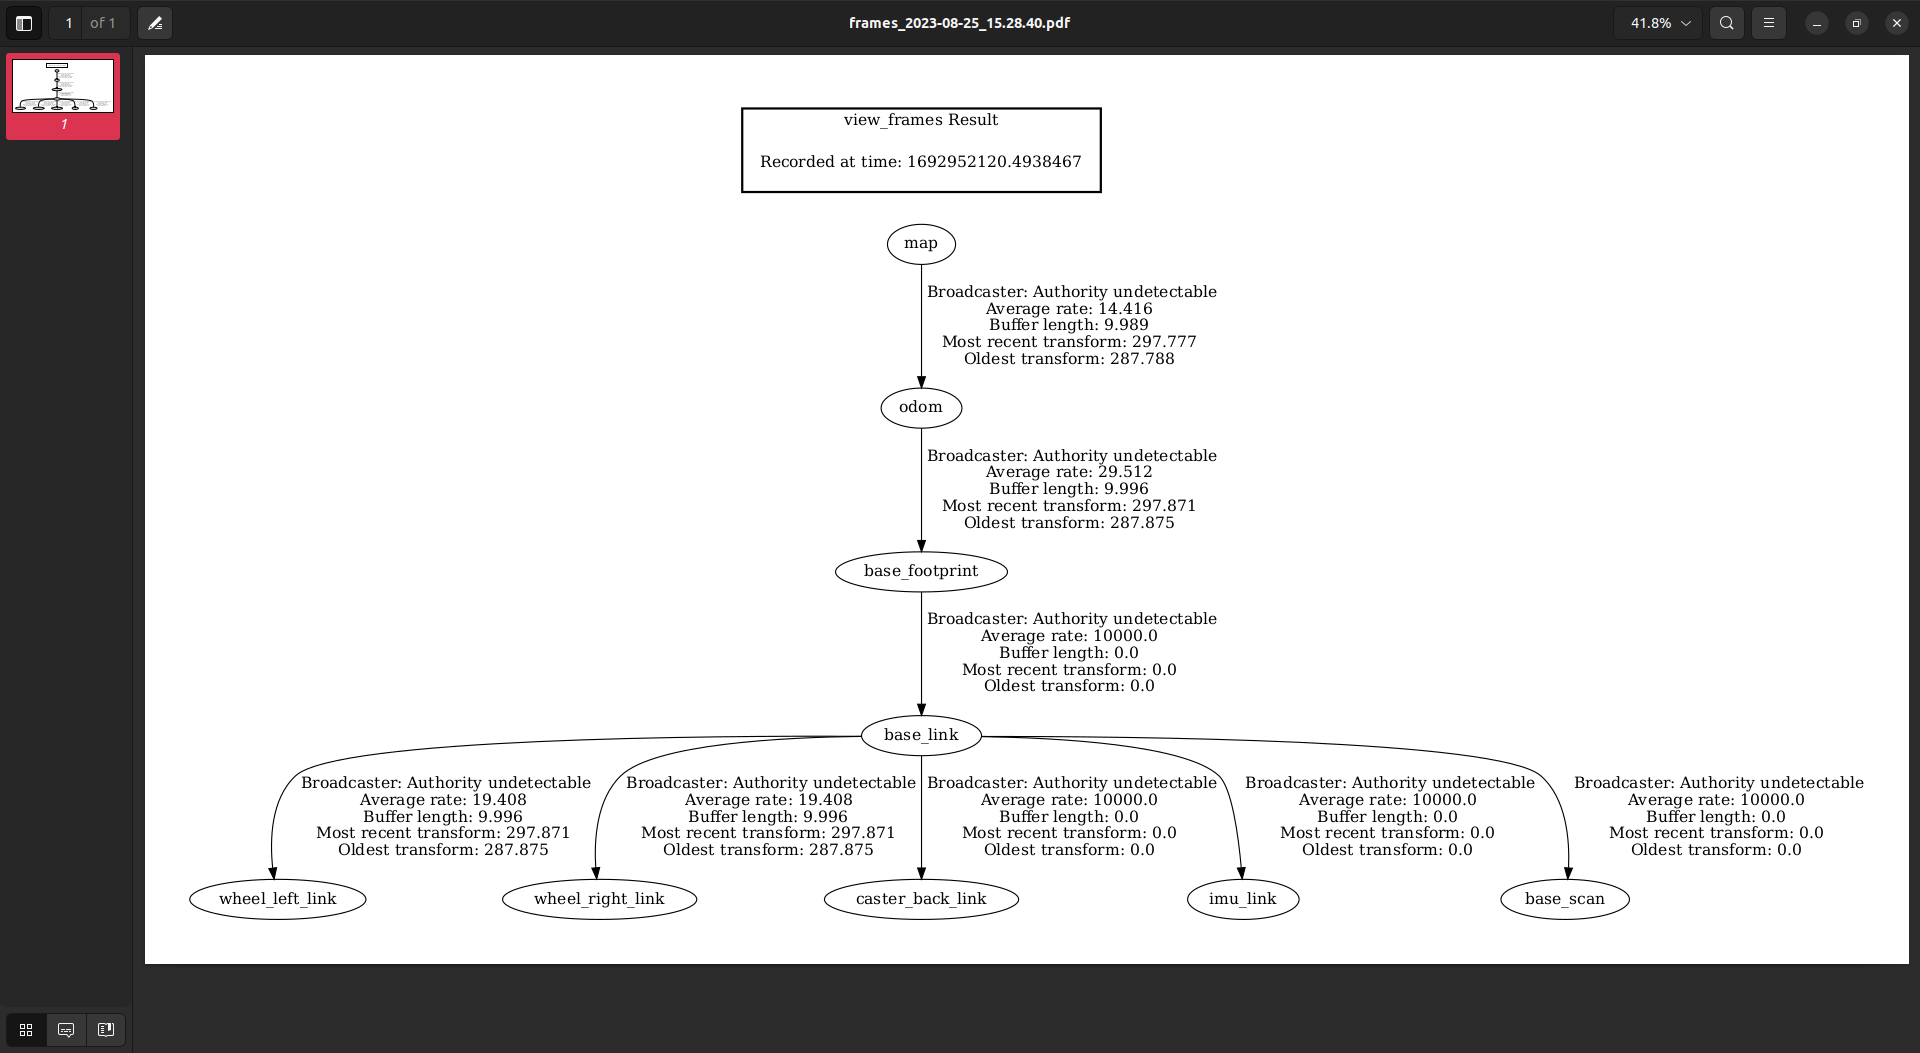 1 of 1
frames_2023-08-25_15.28.40.pdf
41.8%
1
view_frames Result
Recorded at time: 1692952120.4938467
map
Broadcaster: Authority undetectable
Average rate: 14.416
Buffer length: 9.989
Most recent transform: 297.777
Oldest transform: 287.788
odom
Broadcaster: Authority undetectable
Average rate: 29.512
Buffer length: 9.996
Most recent transform: 297.871
Oldest transform: 287.875
base_footprint
Broadcaster: Authority undetectable
Average rate: 10000.0
Buffer length: 0.0
Most recent transform: 0.0
Oldest transform: 0.0
base_link
Broadcaster: Authority undetectable
Average rate: 19.408
Buffer length: 9.996
Most recent transform: 297.871
Oldest transform: 287.875
Broadcaster: Authority undetectable
Average rate: 19.408
Buffer length: 9.996
Most recent transform: 297.871
Oldest transform: 287.875
Broadcaster: Authority undetectable
Average rate: 10000.0
Buffer length: 0.0
Most recent transform: 0.0
Oldest transform: 0.0
Broadcaster: Authority undetectable
Average rate: 10000.0
Buffer length: 0.0
Most recent transform: 0.0
Oldest transform: 0.0
Broadcaster: Authority undetectable
Average rate: 10000.0
Buffer length: 0.0
Most recent transform: 0.0
Oldest transform: 0.0
wheel_left_link
wheel_right_link
caster_back_link
imu_link
base_scan